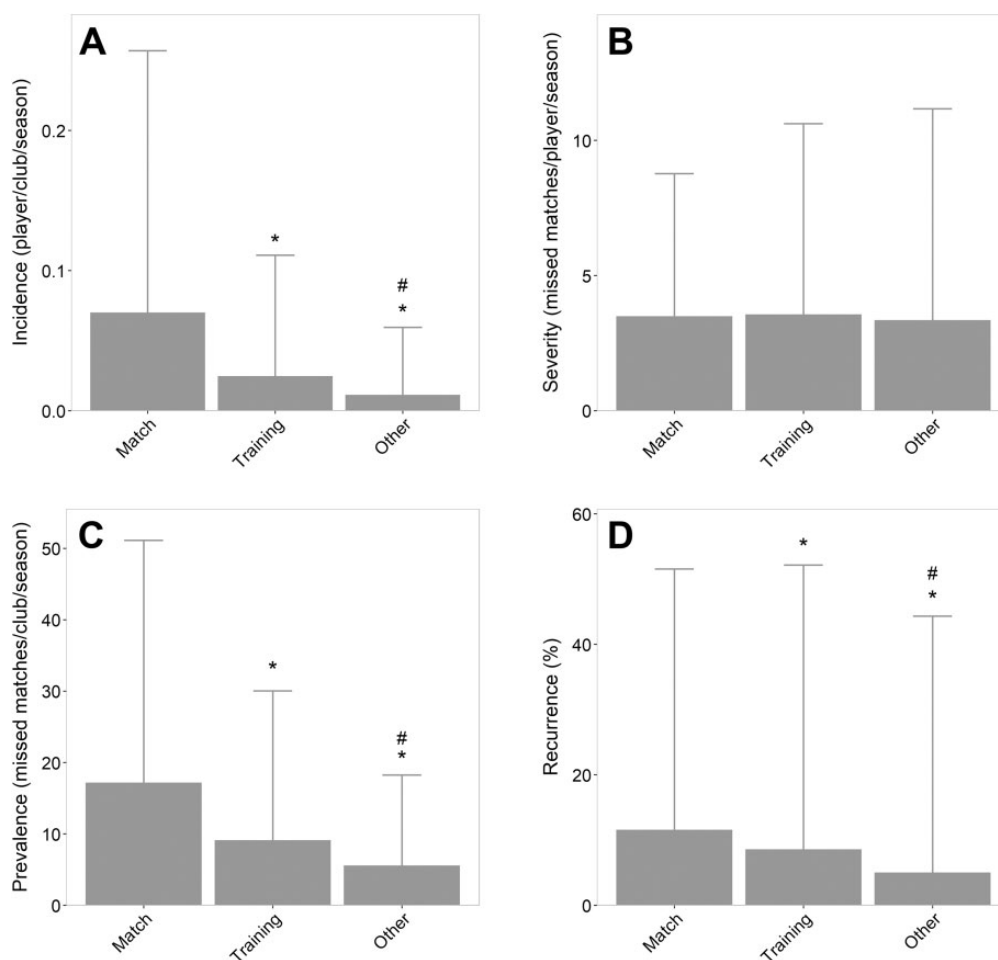 A
Incidence (player/club/season)
0.2
0.1
0.0
*
#
*
Match
Training
Other
B
Severity (missed matches/player/season)
10
5
0
Match
Training
Other
C
Prevalence (missed matches/club/season)
50
40
30
20
10
0
*
#
*
Match
Training
Other
D
Recurrence (%)
60
40
20
0
*
#
*
Match
Training
Other